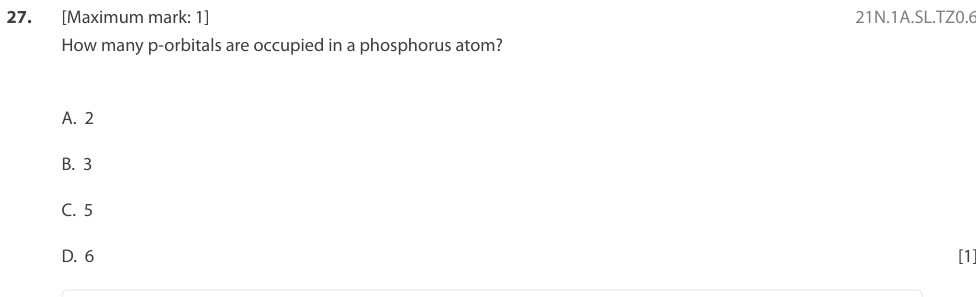 27. [Maximum mark: 1] 21N.1A.SL.TZ0.6
How many p-orbitals are occupied in a phosphorus atom?
A. 2
B. 3
C. 5
D. 6 [1]